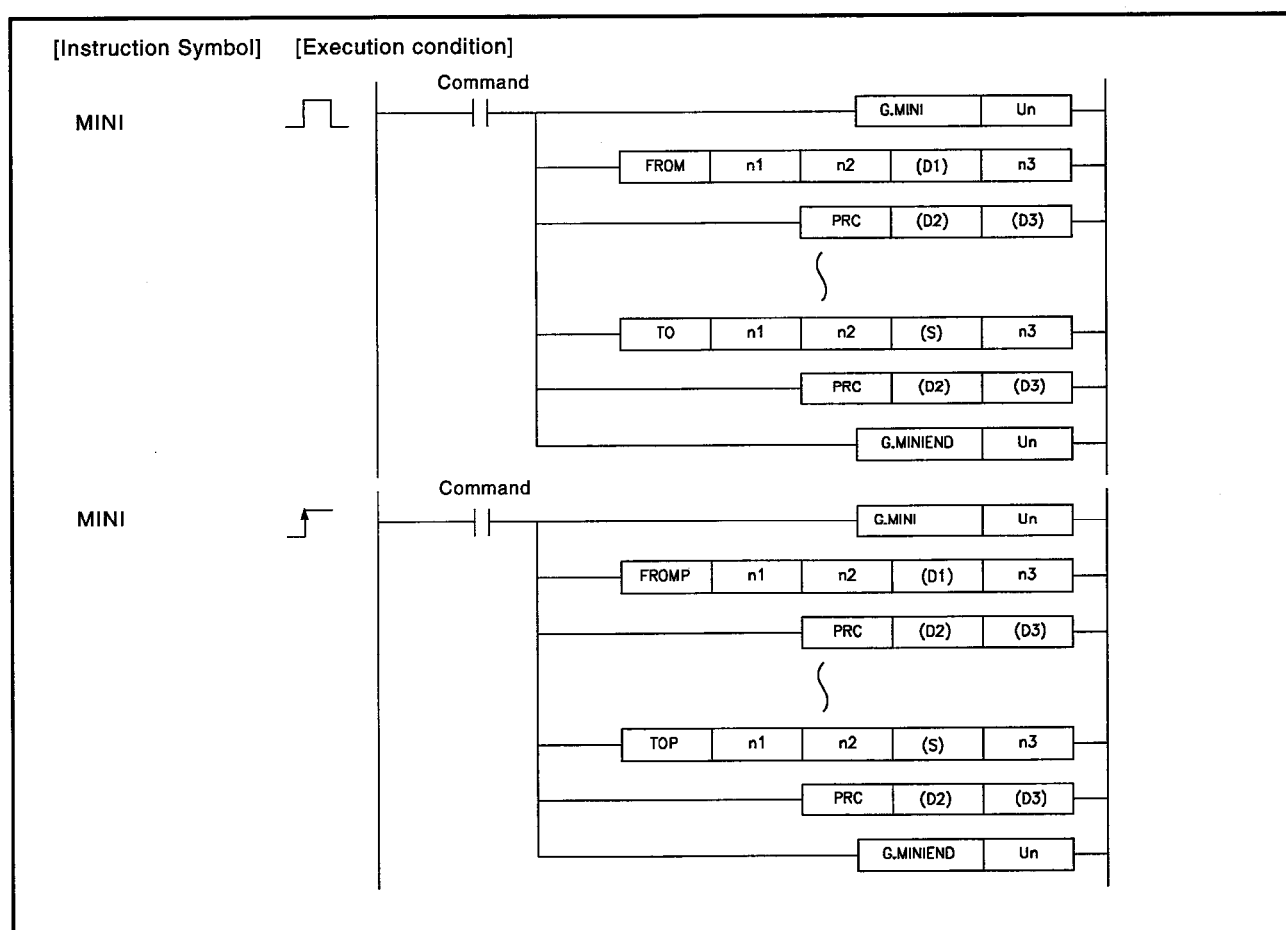 [Instruction Symbol] [Execution condition]
Command
MINI
G.MINI Un
FROM n1 n2 (D1) n3
PRC (D2) (D3)
TO n1 n2 (S) n3
PRC (D2) (D3)
G.MINIEND Un
Command
MINI
G.MINI Un
FROMP n1 n2 (D1) n3
PRC (D2) (D3)
TOP n1 n2 (S) n3
PRC (D2) (D3)
G.MINIEND Un